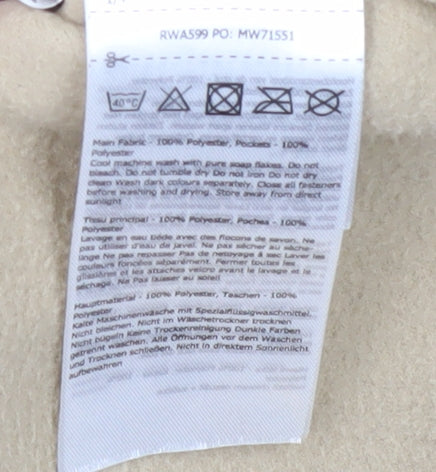 RWA599 PO: MW71551
40°C
Main Fabric - 100% Polyester, Pockets - 100%
Polyester
Cool machine wash with pure soap flakes. Do not
bleach. Do not tumble dry Do not iron Do not dry
clean Wash dark colours separately. Close all fasteners
before washing and drying. Store away from direct
sunlight
Tissu principal - 100% Polyester, Poches - 100%
Polyester
Lavage en eau tiède avec des flocons de savon. Ne
pas utiliser d'eau de javel. Ne pas sécher au sèche-
linge Ne pas repasser Pas de nettoyage à sec Laver les
couleurs foncées séparément. Fermer toutes les
glissières et les attaches velcro avant le lavage et le
séchage. Ne Pas laisser au soleil
Hauptmaterial - 100% Polyester, Taschen - 100%
Polyester
Kalte Maschinenwäsche mit Spezialflüssigwaschmittel.
Nicht bleichen. Nicht im Wäschetrockner trocknen
Nicht bügeln Keine Trockenreinigung Dunkle Farben
getrennt waschen. Alle Öffnungen vor dem Waschen
und Trocknen schließen. Nicht in direktem Sonnenlicht
aufbewahren